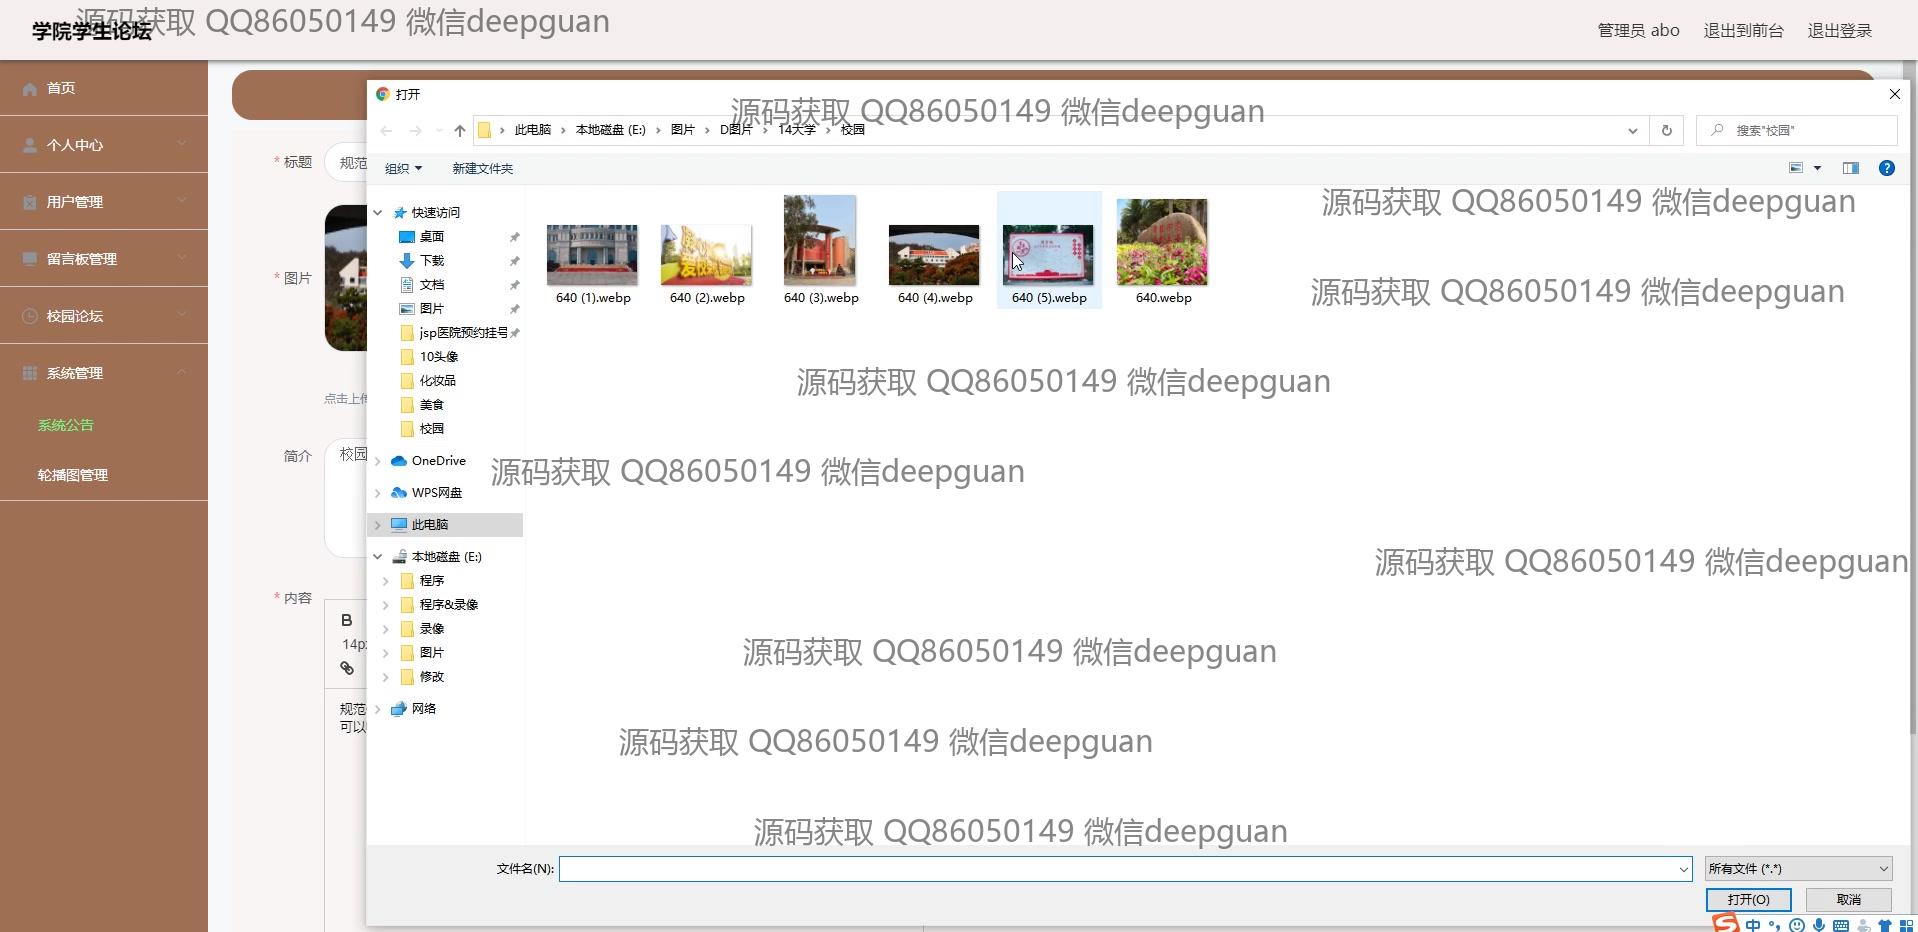 学院学生论坛
源码获取 QQ86050149 微信deepguan
管理员 abo
退出到前台
退出登录
首页
个人中心
用户管理
留言板管理
校园论坛
系统管理
系统公告
轮播图管理
* 标题
规范
* 图片
点击上传
简介
校园
* 内容
B
14px
规范
可以
打开
源码获取 QQ86050149 微信deepguan
此电脑 › 本地磁盘 (E:) › 图片 › D图片 › 14大学 › 校园
搜索"校园"
组织
新建文件夹
快速访问
桌面
下载
文档
图片
jsp医院预约挂号
10头像
化妆品
美食
校园
OneDrive
WPS网盘
此电脑
本地磁盘 (E:)
程序
程序&录像
录像
图片
修改
网络
640 (1).webp
640 (2).webp
640 (3).webp
640 (4).webp
640 (5).webp
640.webp
源码获取 QQ86050149 微信deepguan
源码获取 QQ86050149 微信deepguan
源码获取 QQ86050149 微信deepguan
源码获取 QQ86050149 微信deepguan
源码获取 QQ86050149 微信deepguan
源码获取 QQ86050149 微信deepguan
源码获取 QQ86050149 微信deepguan
源码获取 QQ86050149 微信deepguan
文件名(N):
所有文件 (*.*)
打开(O)
取消
中